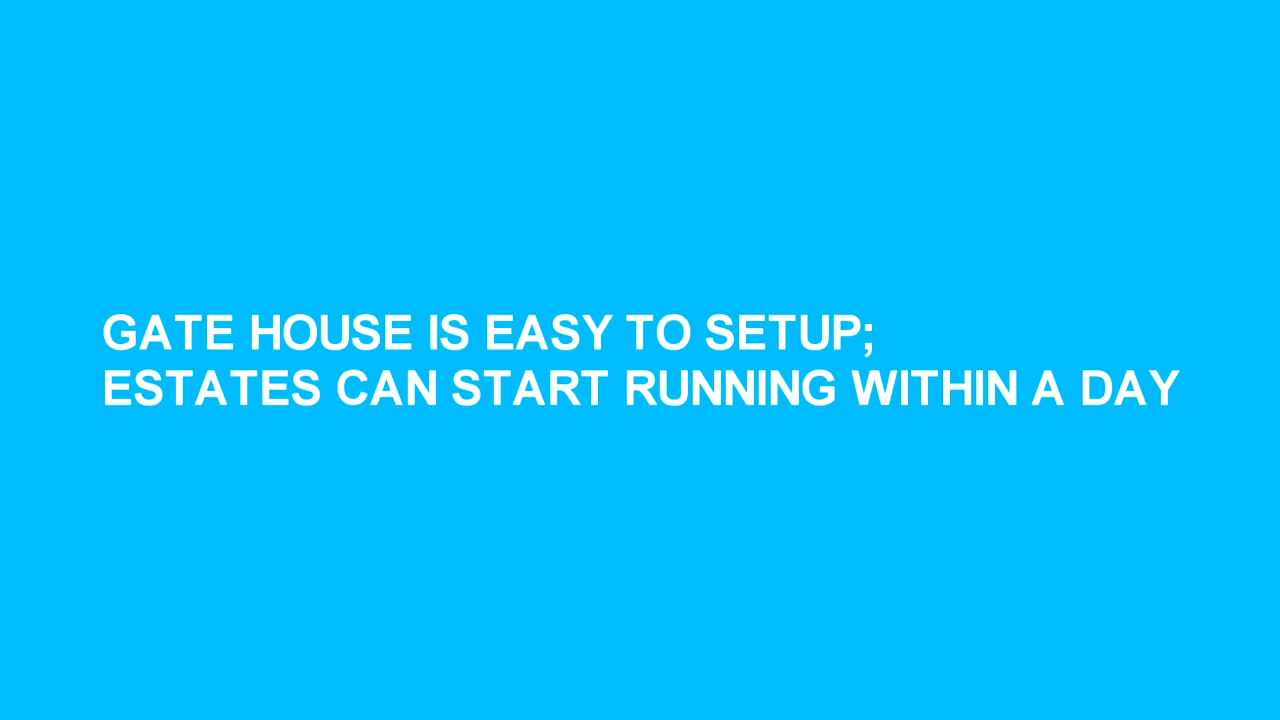 GATE HOUSE IS EASY TO SETUP;
ESTATES CAN START RUNNING WITHIN A DAY